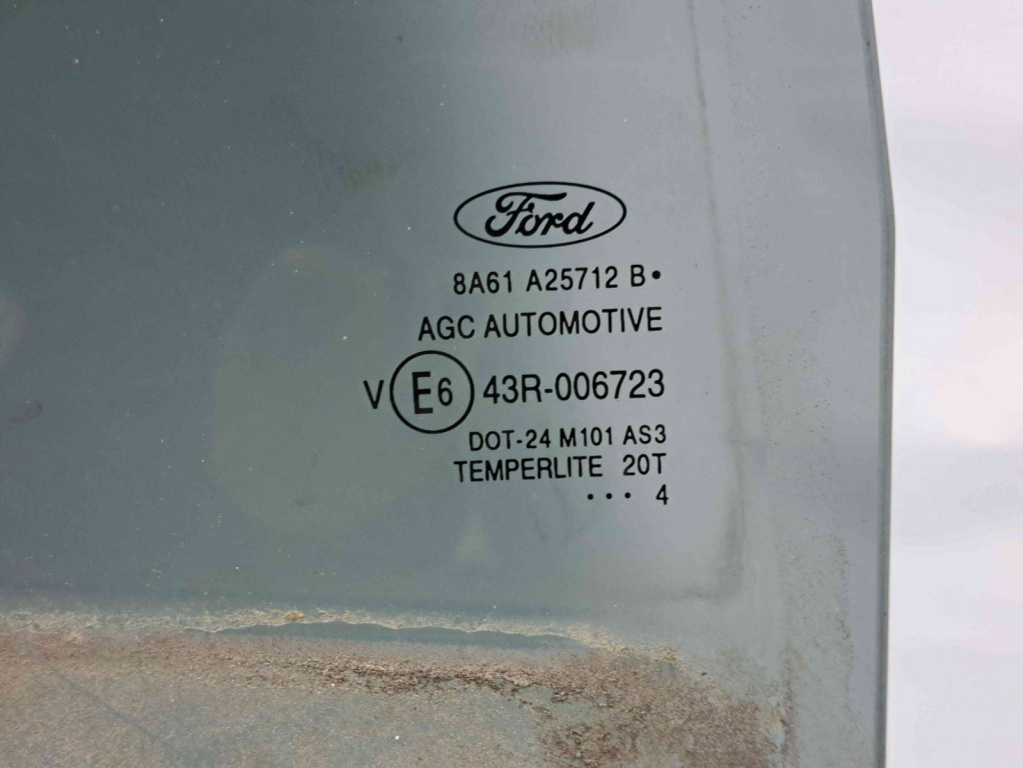 Ford
8A61 A25712 B•
AGC AUTOMOTIVE
V E6 43R-006723
DOT-24 M101 AS3
TEMPERLITE 20T
• • • 4